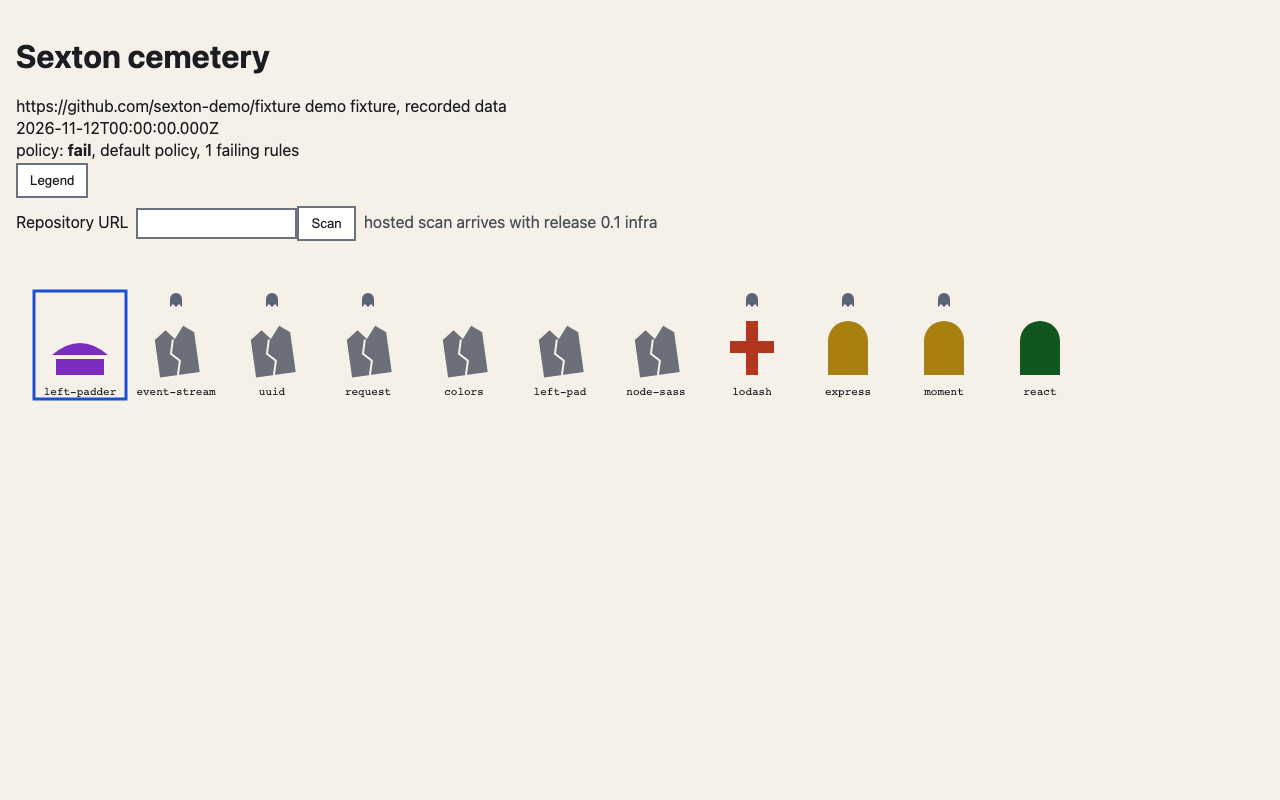 Sexton cemetery
https://github.com/sexton-demo/fixture demo fixture, recorded data
2026-11-12T00:00:00.000Z
policy: fail, default policy, 1 failing rules
Legend
Repository URL Scan hosted scan arrives with release 0.1 infra
left-padder event-stream uuid request colors left-pad node-sass lodash express moment react